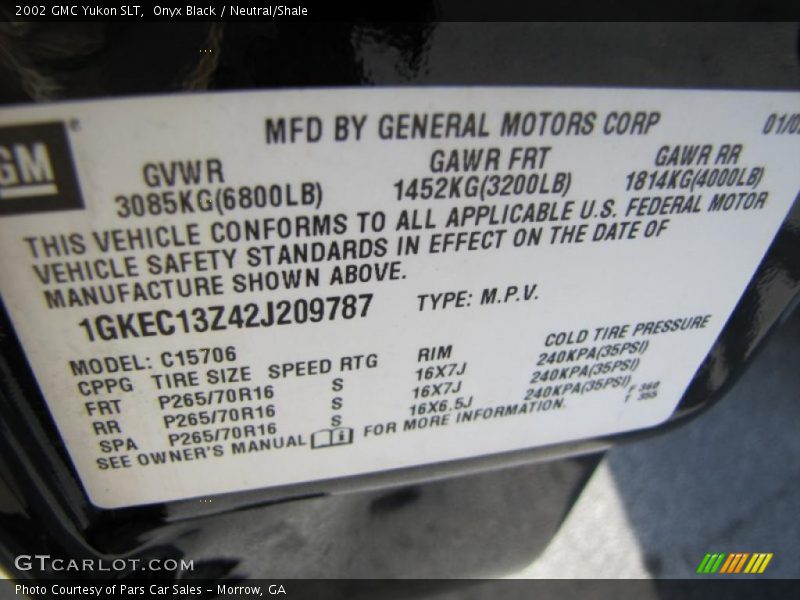 2002 GMC Yukon SLT,  Onyx Black / Neutral/Shale
GM®
MFD BY GENERAL MOTORS CORP
GVWR GAWR FRT GAWR RR
3085KG(6800LB) 1452KG(3200LB) 1814KG(4000LB)
THIS VEHICLE CONFORMS TO ALL APPLICABLE U.S. FEDERAL MOTOR
VEHICLE SAFETY STANDARDS IN EFFECT ON THE DATE OF
MANUFACTURE SHOWN ABOVE.
1GKEC13Z42J209787 TYPE: M.P.V.
MODEL: C15706
CPPG TIRE SIZE SPEED RTG RIM COLD TIRE PRESSURE
FRT P265/70R16 S 16X7J 240KPA(35PSI)
RR P265/70R16 S 16X7J 240KPA(35PSI)
SPA P265/70R16 S 16X6.5J 240KPA(35PSI)
SEE OWNER'S MANUAL FOR MORE INFORMATION.
GTCARLOT.COM
Photo Courtesy of Pars Car Sales - Morrow, GA